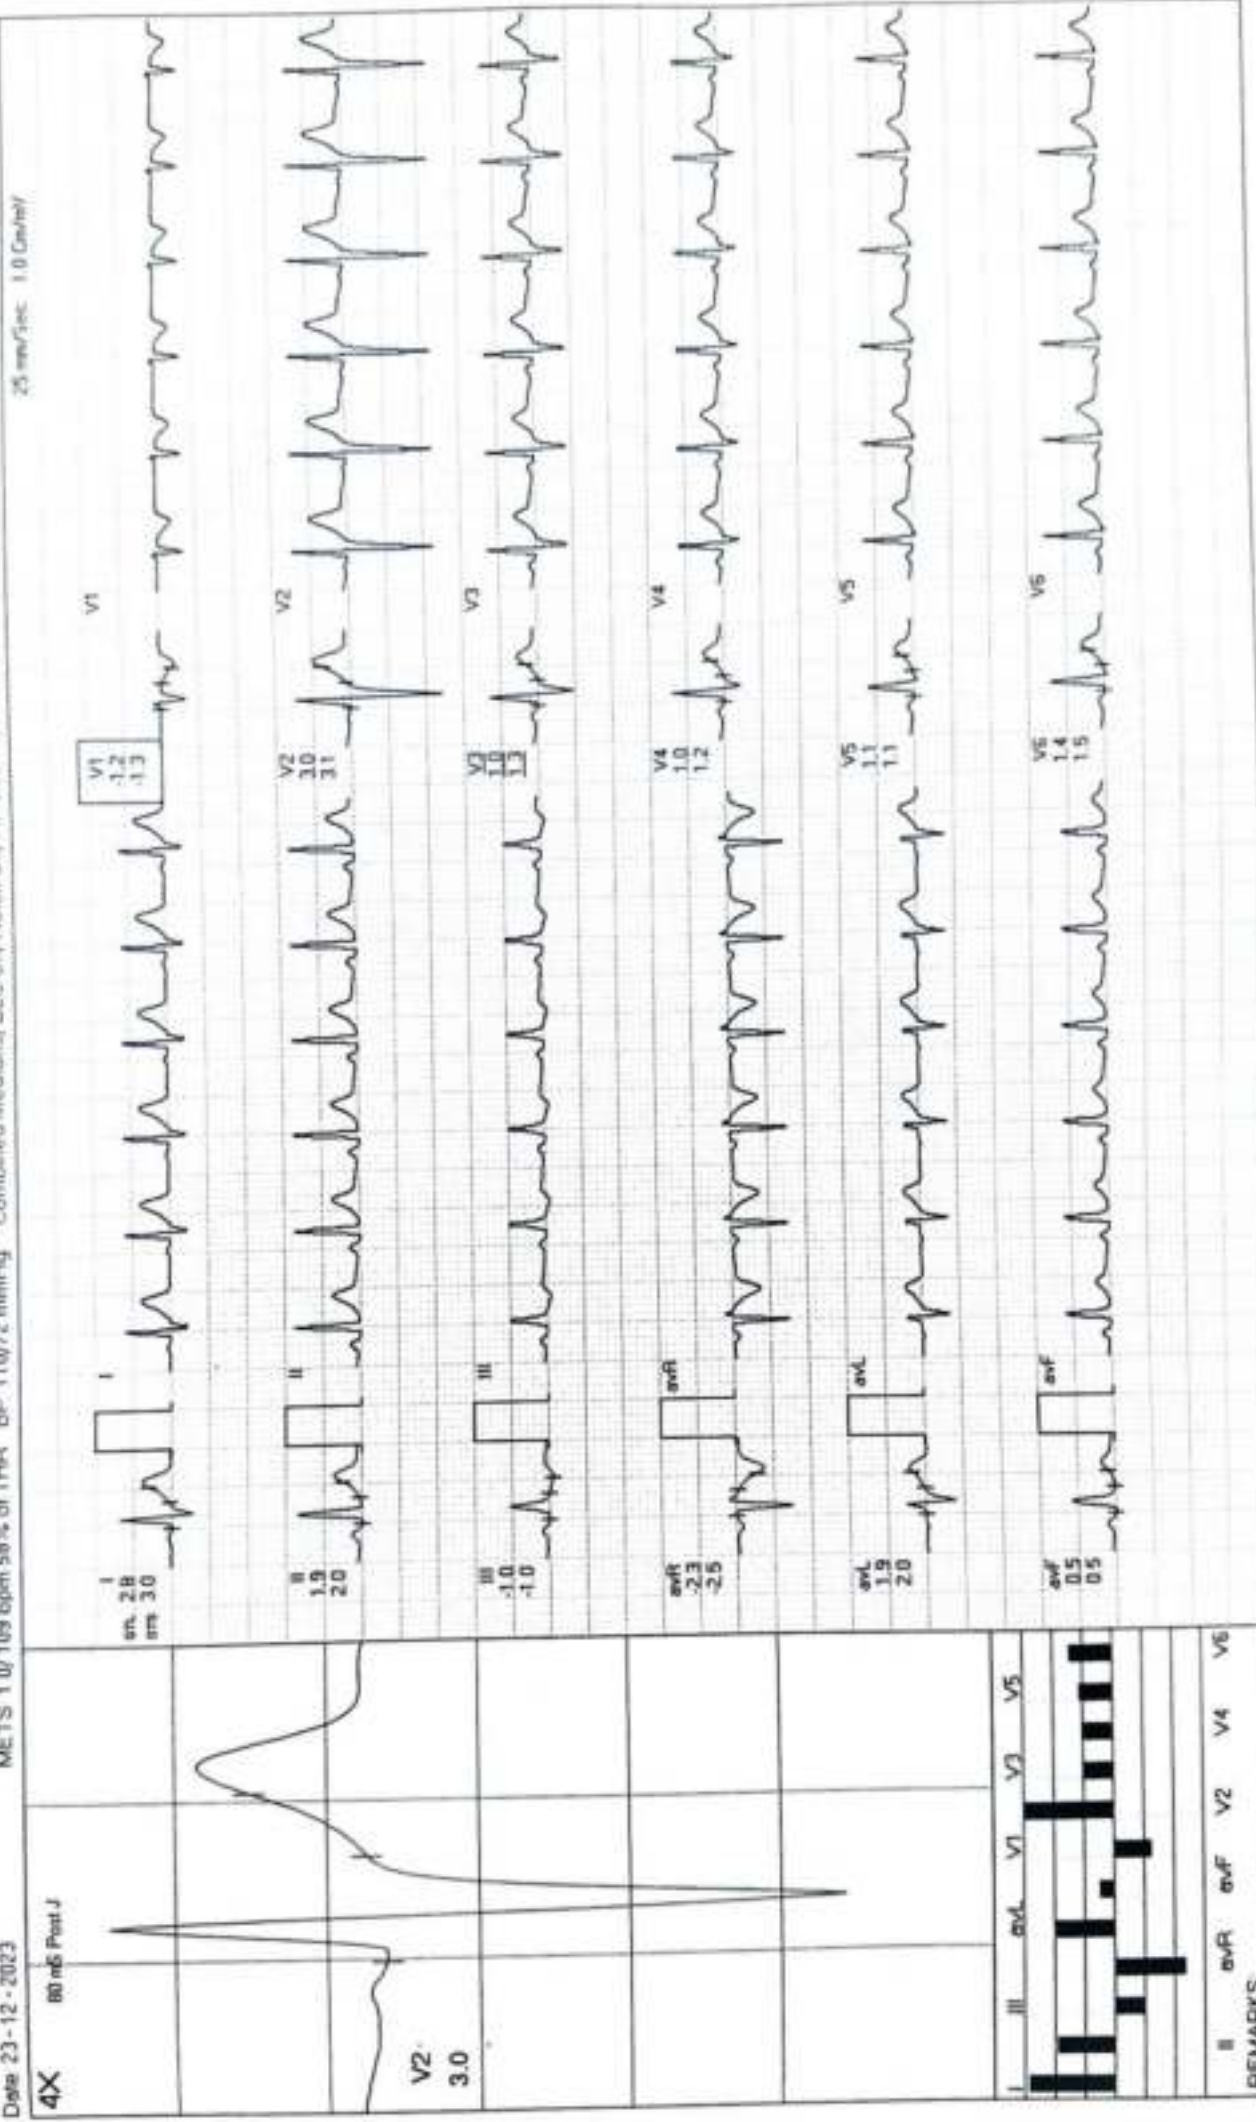 Date 23 - 12 - 2023
METS 1.0/ 109 bpm 58% of THR BP 110/72 mmHg
25 mm/Sec. 1.0 Cm/mV
4X
80 mS Post J
V2
3.0
I
2.8
3.0
I
V1
-1.2
-1.3
V1
II
1.9
2.0
II
V2
3.0
3.1
V2
III
-1.0
-1.0
III
V3
1.0
1.3
V3
avR
-2.3
-2.5
avR
V4
1.0
1.2
V4
avL
1.9
2.0
avL
V5
1.1
1.1
V5
avF
0.5
0.5
avF
V6
1.4
1.5
V6
I III avL V1 V3 V5
II avR avF V2 V4 V6
REMARKS: